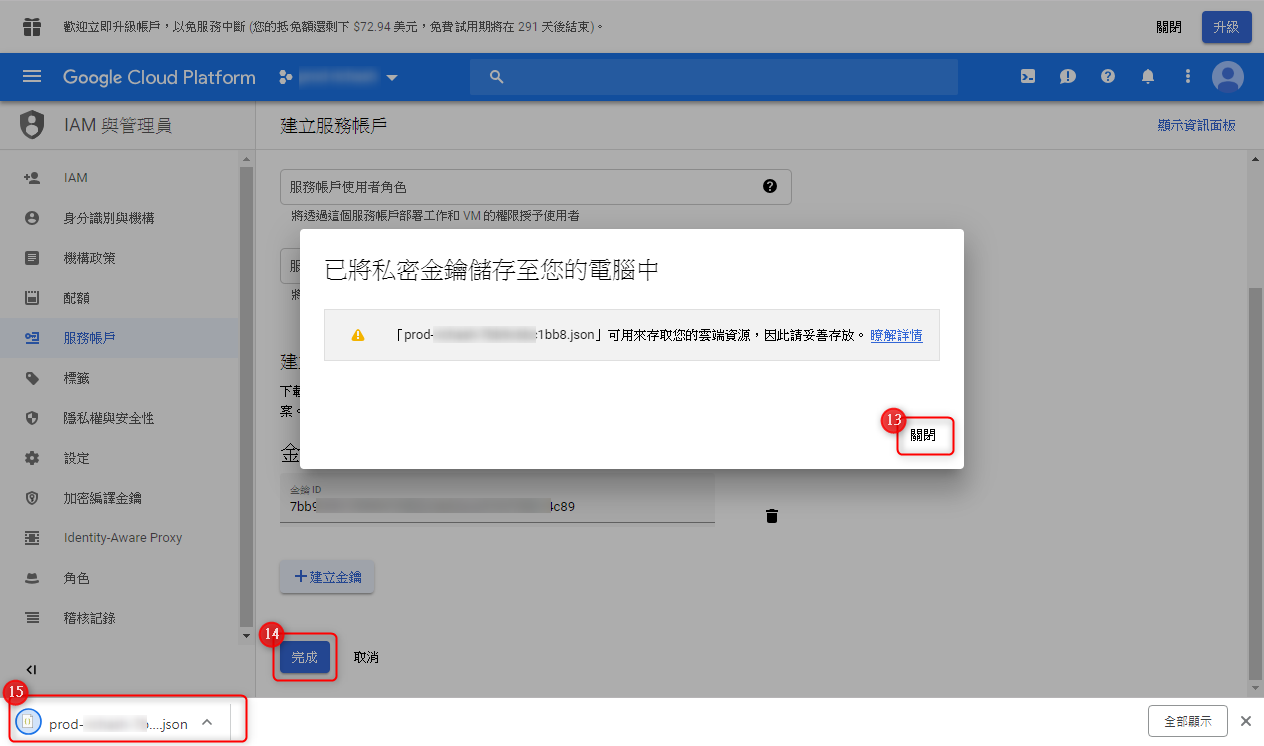 歡迎立即升級帳戶，以免服務中斷 (您的抵免額還剩下 $72.94 美元，免費試用期將在 291 天後結束)。
關閉
升級
Google Cloud Platform
IAM 與管理員
建立服務帳戶
顯示資訊面板
IAM
身分識別與機構
機構政策
配額
服務帳戶
標籤
隱私權與安全性
設定
加密編譯金鑰
Identity-Aware Proxy
角色
稽核記錄
服務帳戶使用者角色
將透過這個服務帳戶部署工作和 VM 的權限授予使用者
服
將
已將私密金鑰儲存至您的電腦中
「prod-
1bb8.json」可用來存取您的雲端資源，因此請妥善存放。 瞭解詳情
13
關閉
建
下載
案。
金
金鑰 ID
7bb9
4c89
建立金鑰
14
完成
取消
15
prod-
....json
全部顯示